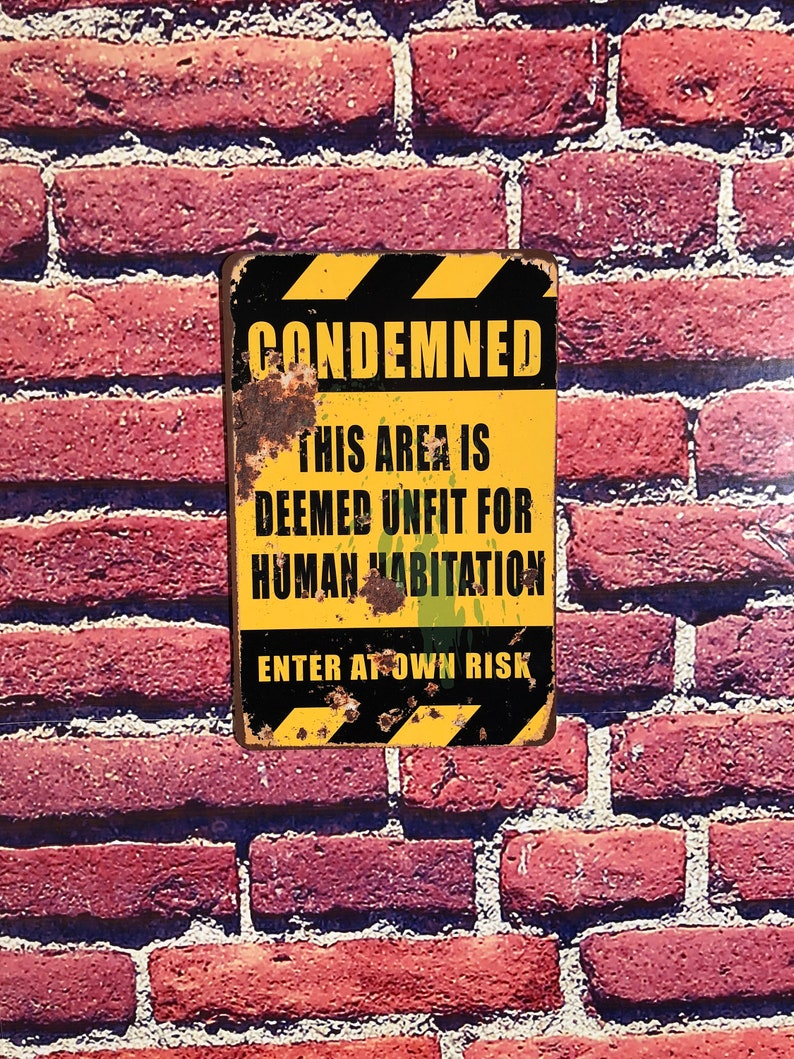 CONDEMNED
THIS AREA IS
DEEMED UNFIT FOR
HUMAN HABITATION
ENTER AT OWN RISK